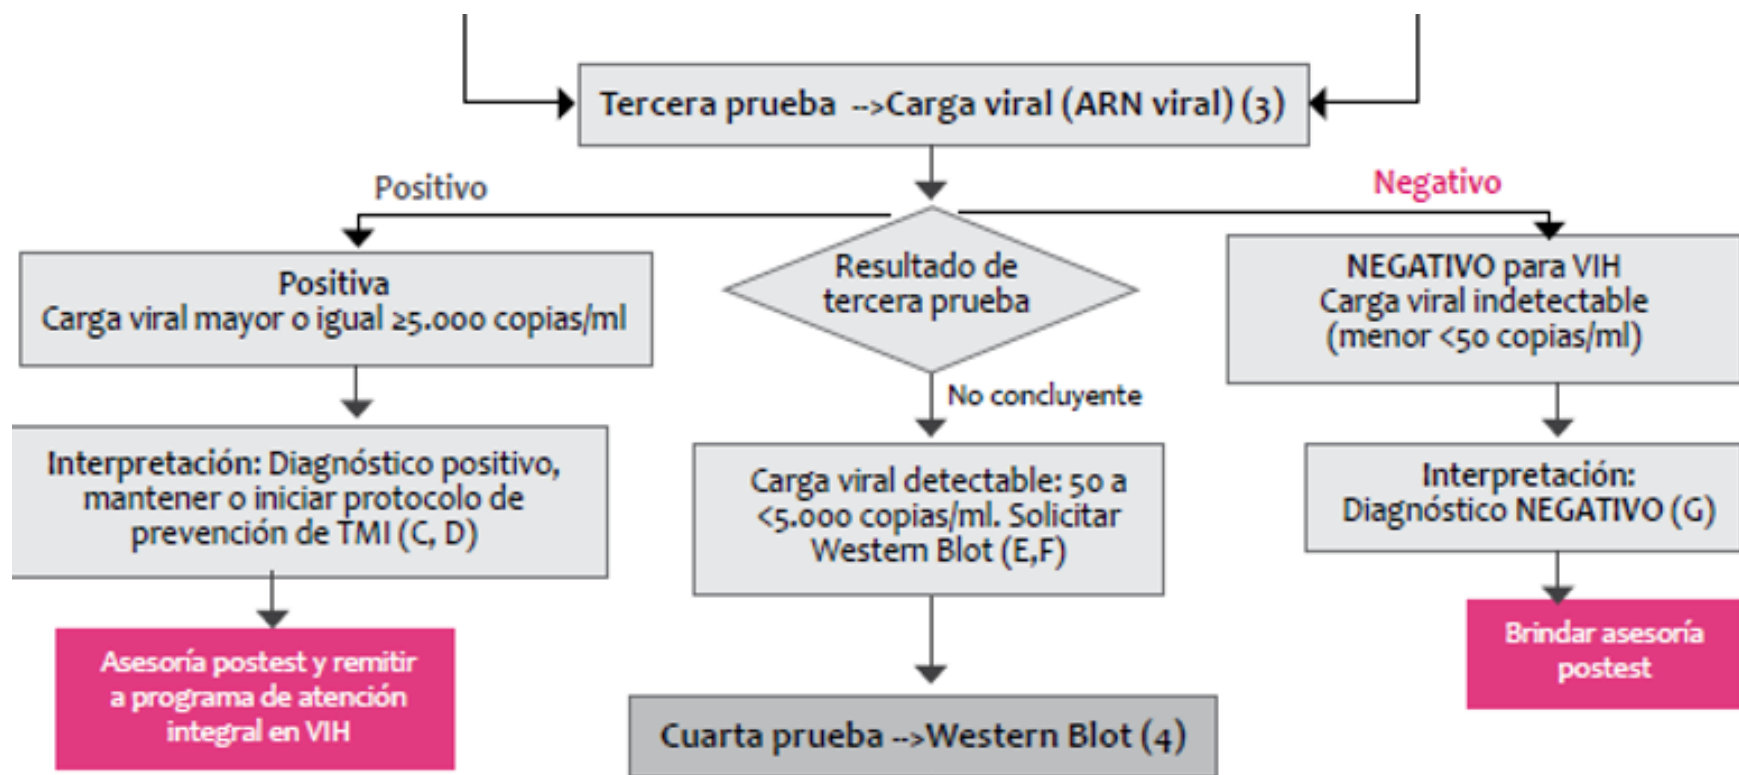 Tercera prueba -->Carga viral (ARN viral) (3)
Positivo
Negativo
Positiva
Carga viral mayor o igual ≥5.000 copias/ml
Resultado de
tercera prueba
NEGATIVO para VIH
Carga viral indetectable
(menor <50 copias/ml)
No concluyente
Interpretación: Diagnóstico positivo,
mantener o iniciar protocolo de
prevención de TMI (C, D)
Carga viral detectable: 50 a
<5.000 copias/ml. Solicitar
Western Blot (E,F)
Interpretación:
Diagnóstico NEGATIVO (G)
Asesoría postest y remitir
a programa de atención
integral en VIH
Brindar asesoría
postest
Cuarta prueba -->Western Blot (4)